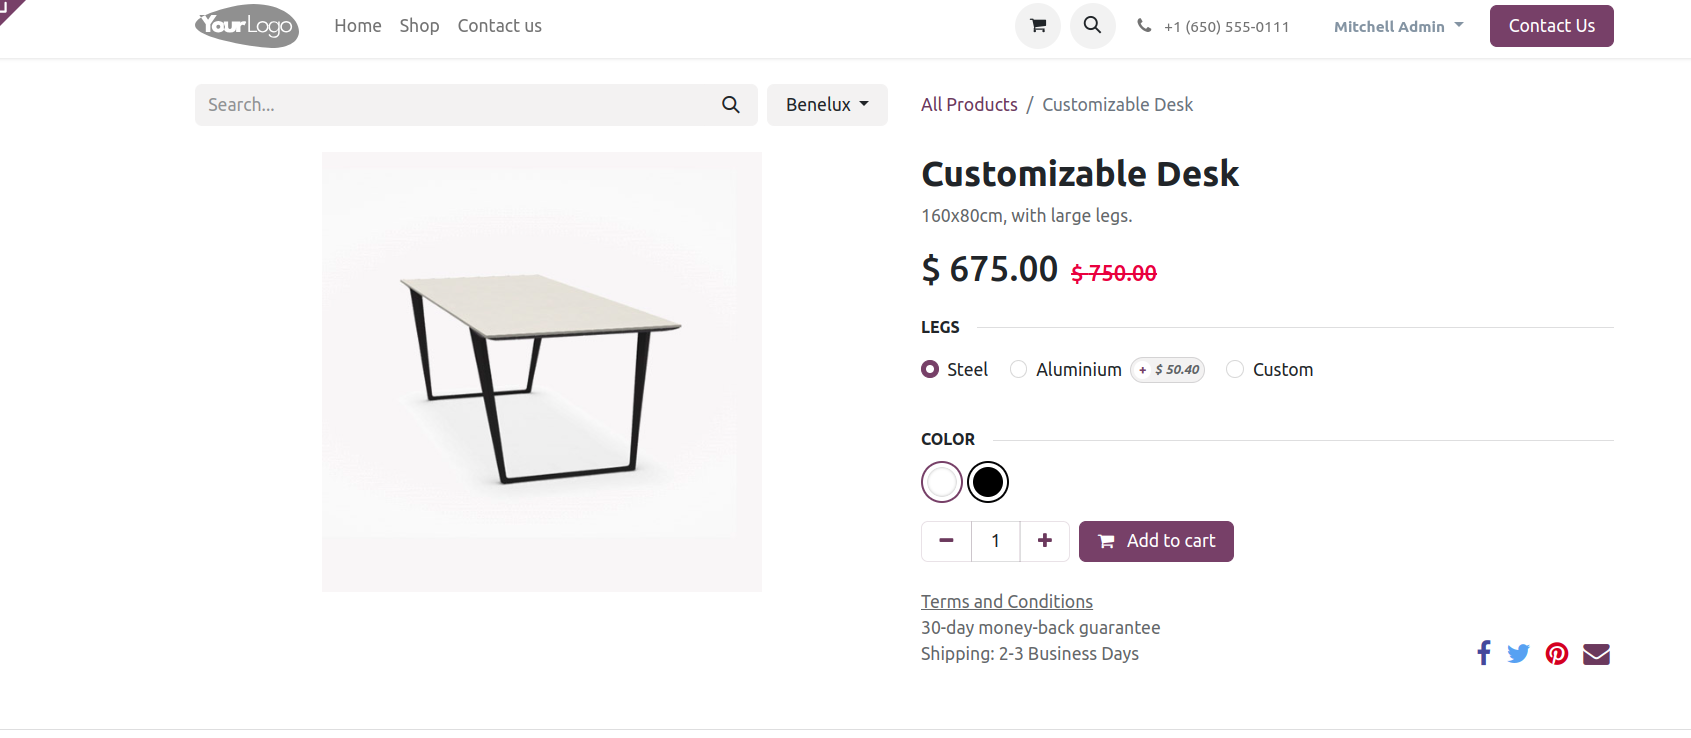 YourLogo
Home Shop Contact us
+1 (650) 555-0111
Mitchell Admin
Contact Us
Search...
Benelux
All Products / Customizable Desk
Customizable Desk
160x80cm, with large legs.
$ 675.00 $ 750.00
LEGS
Steel Aluminium + $ 50.40 Custom
COLOR
1
Add to cart
Terms and Conditions
30-day money-back guarantee
Shipping: 2-3 Business Days